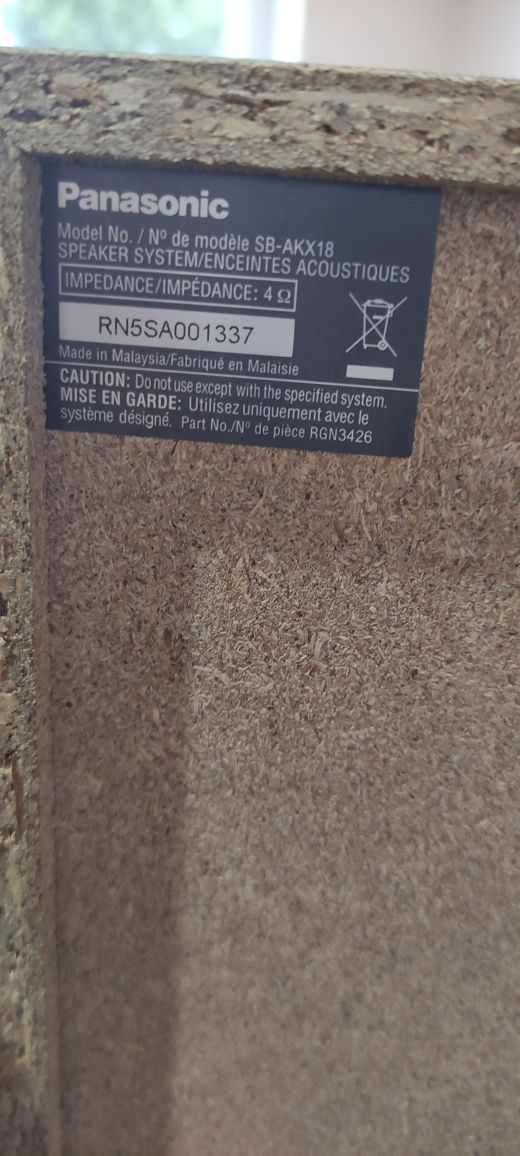 Panasonic
Model No. / Nº de modèle SB-AKX18
SPEAKER SYSTEM/ENCEINTES ACOUSTIQUES
IMPEDANCE/IMPÉDANCE: 4 Ω
RN5SA001337
Made in Malaysia/Fabriqué en Malaisie
CAUTION: Do not use except with the specified system.
MISE EN GARDE: Utilisez uniquement avec le
système désigné. Part No./Nº de pièce RGN3426